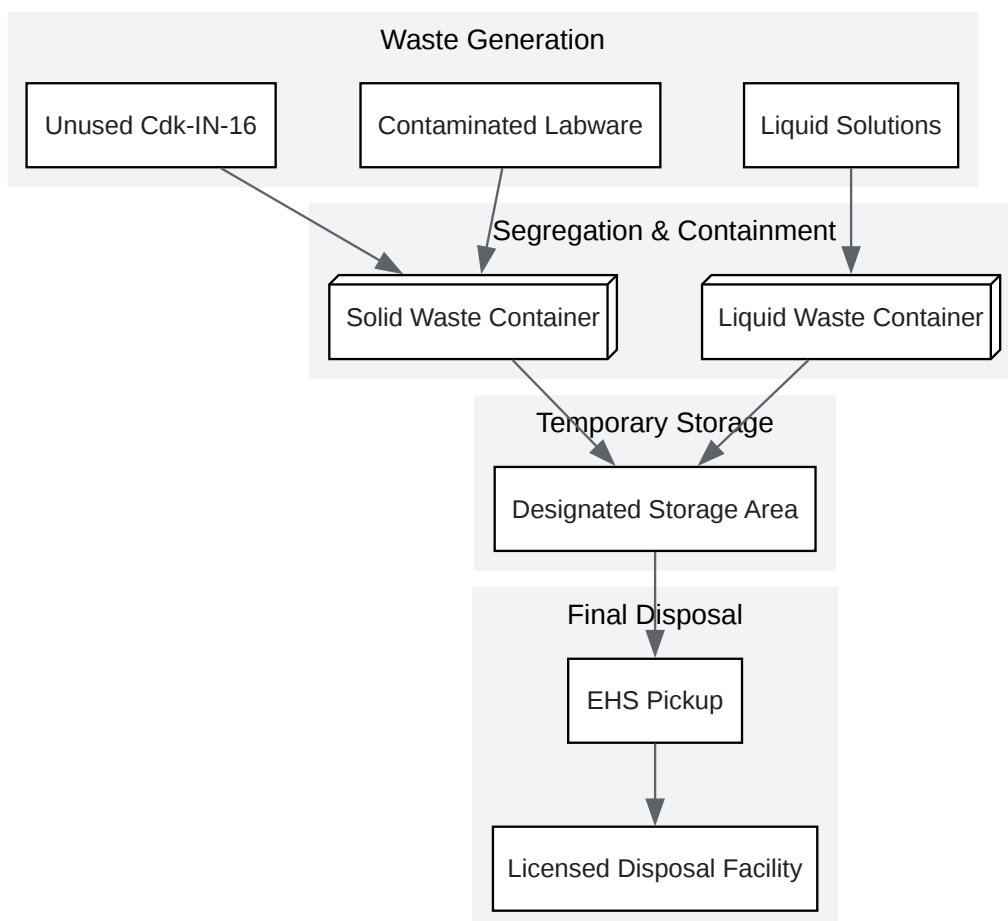 Waste Generation
Unused Cdk-IN-16
Contaminated Labware
Liquid Solutions
Segregation & Containment
Solid Waste Container
Liquid Waste Container
Temporary Storage
Designated Storage Area
Final Disposal
EHS Pickup
Licensed Disposal Facility